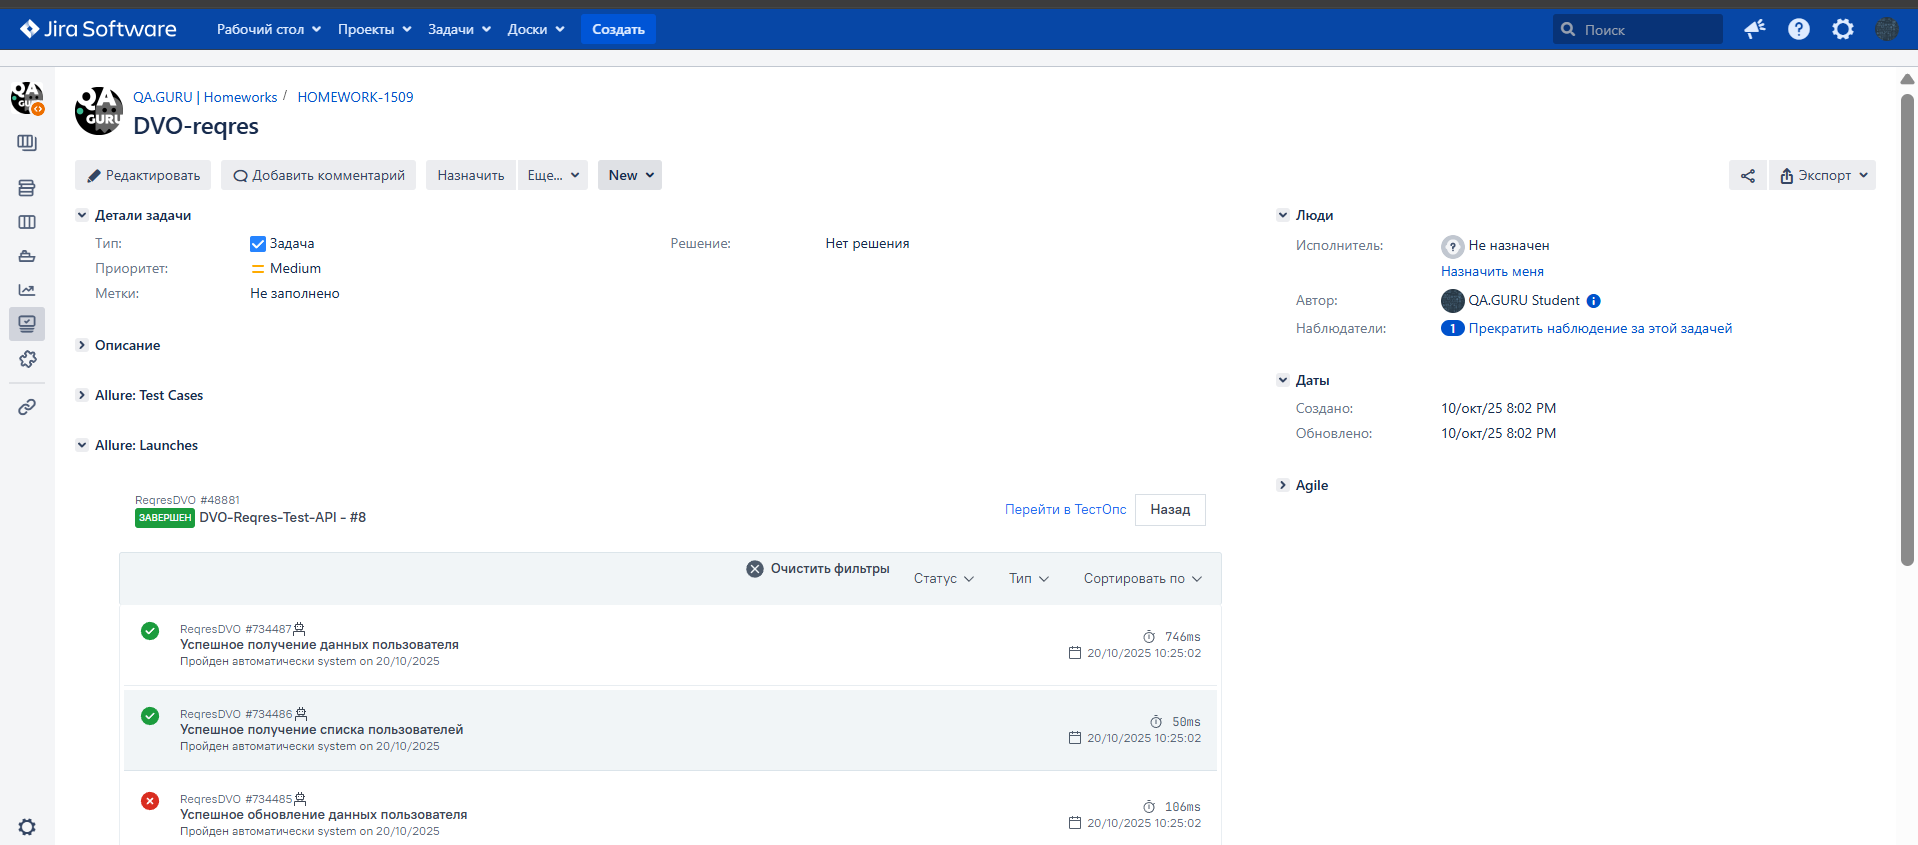 Jira Software
Рабочий стол
Проекты
Задачи
Доски
Создать
Поиск
QA.GURU | Homeworks / HOMEWORK-1509
DVO-reqres
Редактировать
Добавить комментарий
Назначить
Еще...
New
Экспорт
Детали задачи
Тип: Задача
Решение: Нет решения
Приоритет: Medium
Метки: Не заполнено
Описание
Allure: Test Cases
Allure: Launches
ReqresDVO #48881
ЗАВЕРШЕН DVO-Reqres-Test-API - #8
Перейти в ТестОпс
Назад
Очистить фильтры
Статус
Тип
Сортировать по
ReqresDVO #734487
Успешное получение данных пользователя
Пройден автоматически system on 20/10/2025
746ms
20/10/2025 10:25:02
ReqresDVO #734486
Успешное получение списка пользователей
Пройден автоматически system on 20/10/2025
50ms
20/10/2025 10:25:02
ReqresDVO #734485
Успешное обновление данных пользователя
Пройден автоматически system on 20/10/2025
106ms
20/10/2025 10:25:02
Люди
Исполнитель: Не назначен
Назначить меня
Автор: QA.GURU Student
Наблюдатели: 1 Прекратить наблюдение за этой задачей
Даты
Создано: 10/окт/25 8:02 PM
Обновлено: 10/окт/25 8:02 PM
Agile